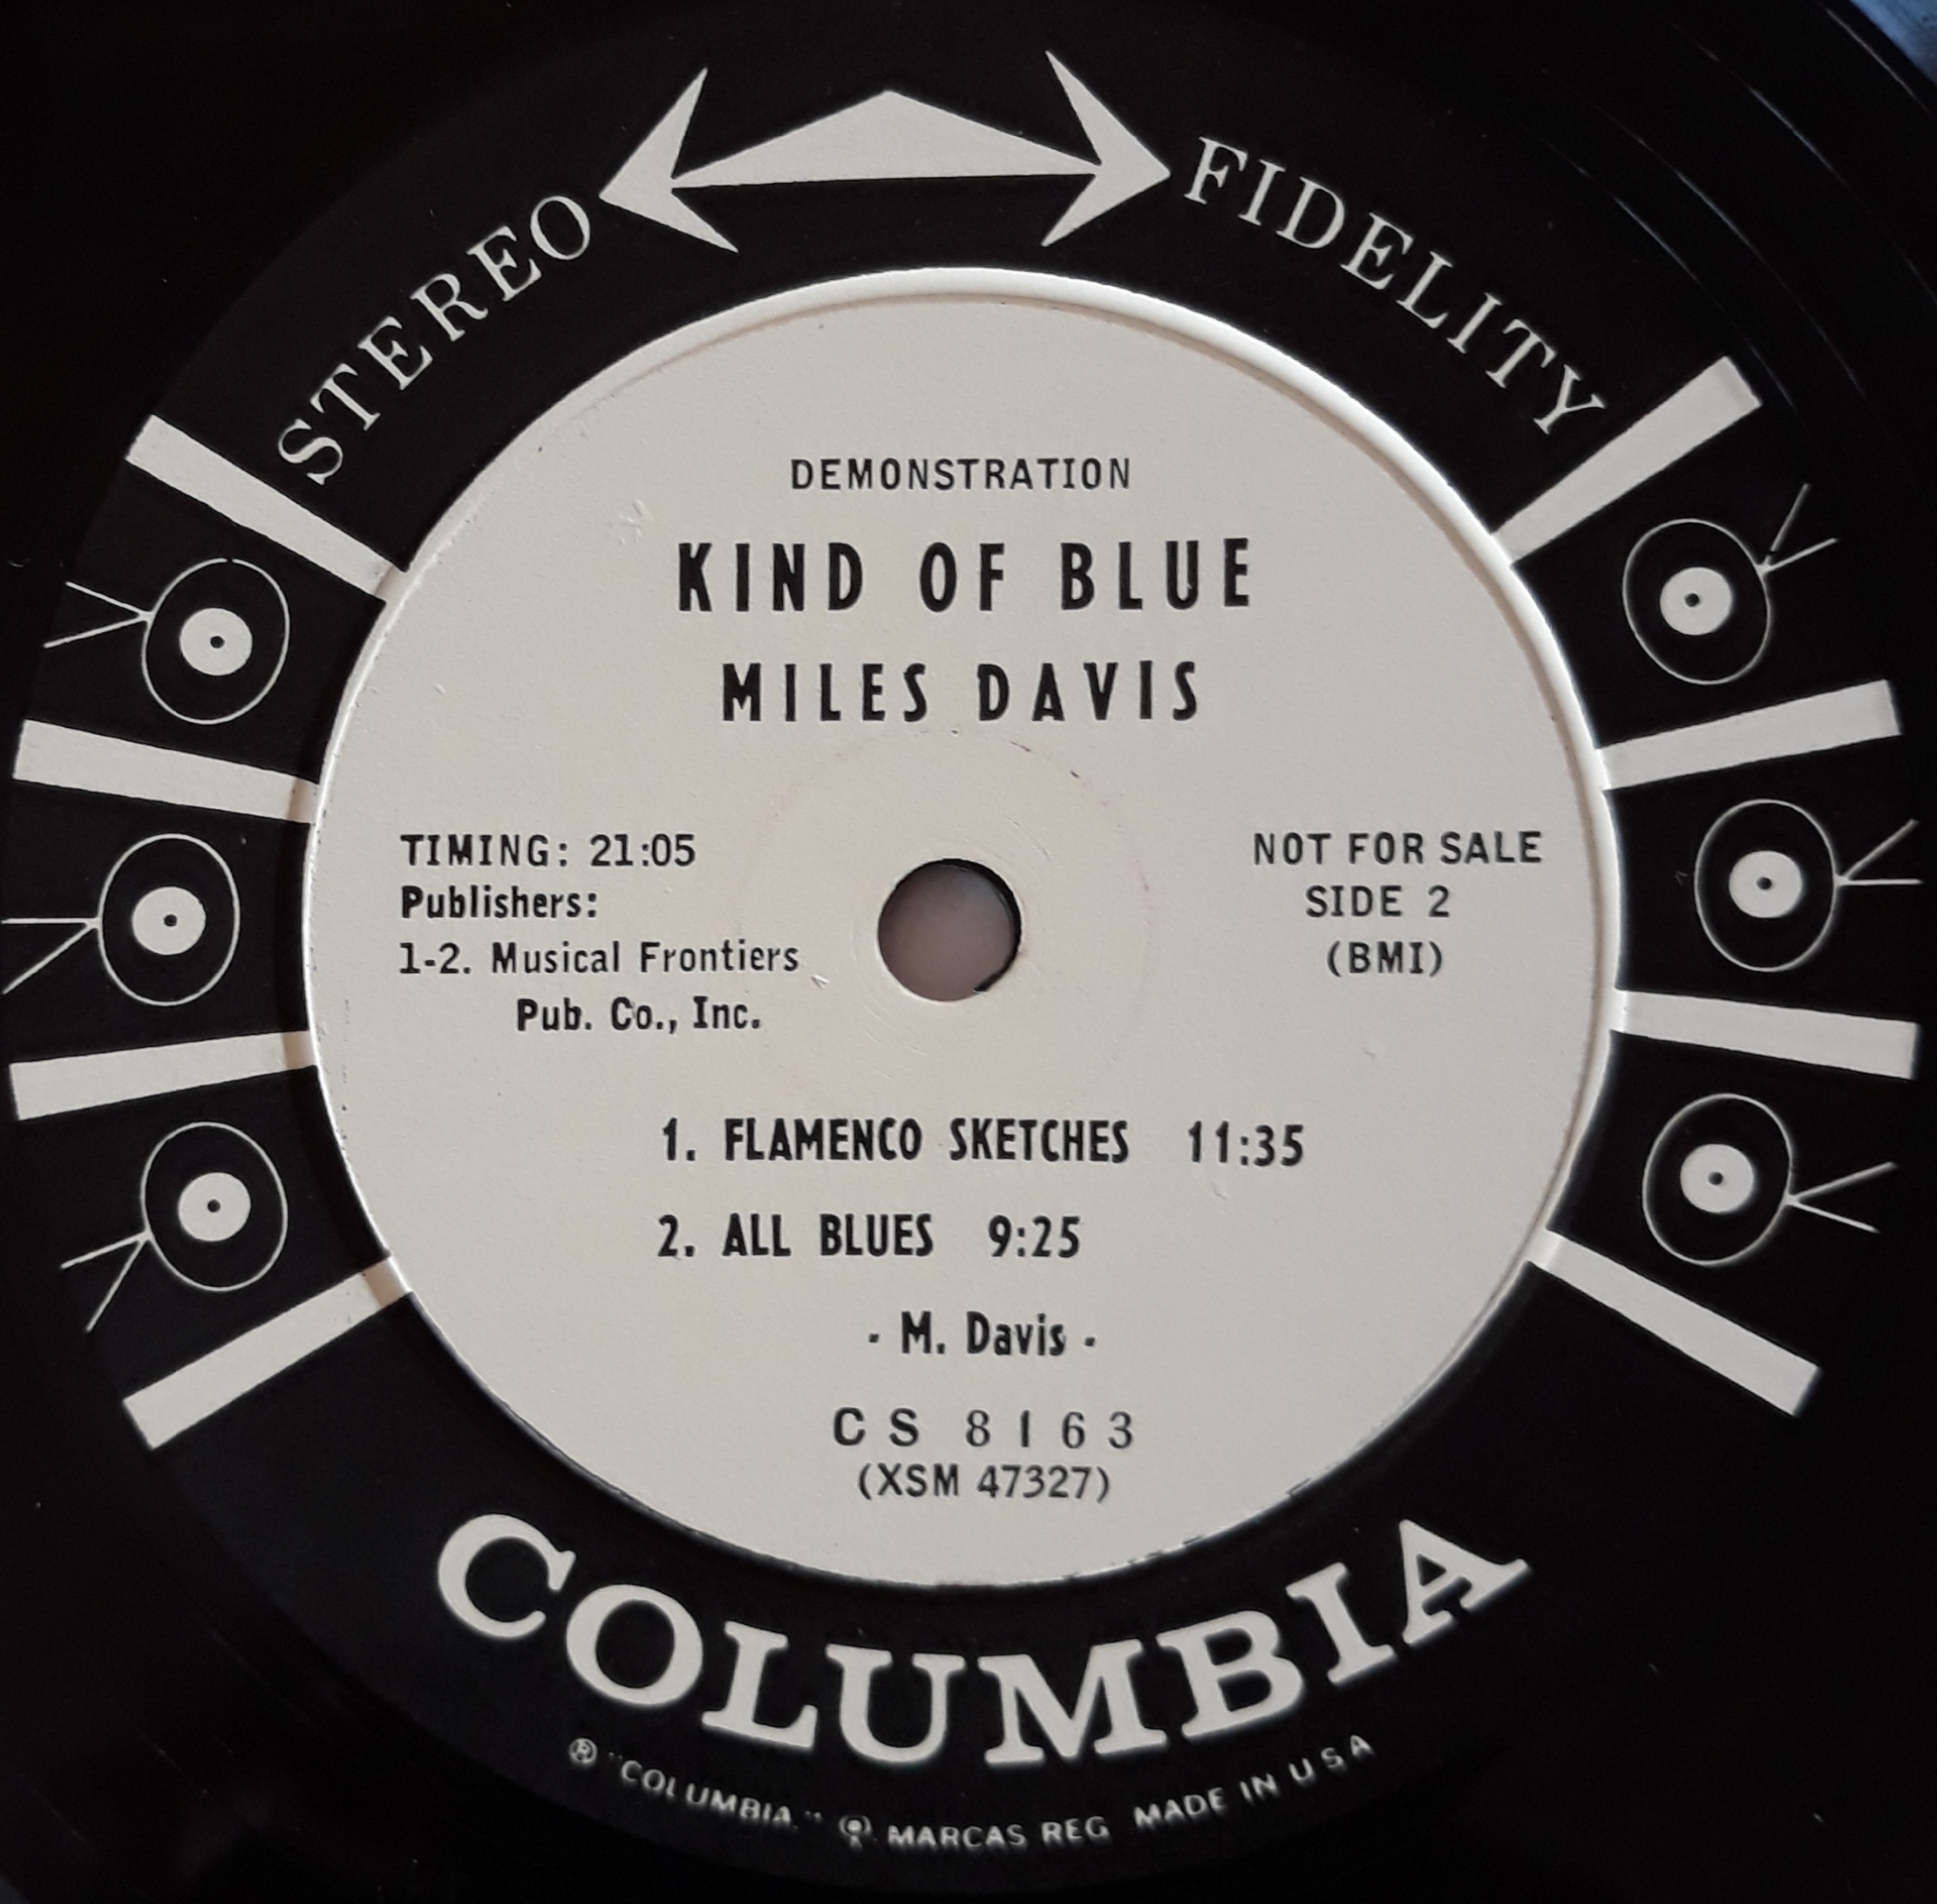 STEREO FIDELITY
DEMONSTRATION
KIND OF BLUE
MILES DAVIS
TIMING: 21:05
Publishers:
1-2. Musical Frontiers
Pub. Co., Inc.
NOT FOR SALE
SIDE 2
(BMI)
1. FLAMENCO SKETCHES 11:35
2. ALL BLUES 9:25
- M. Davis -
CS 8163
(XSM 47327)
COLUMBIA
® "COLUMBIA." MARCAS REG MADE IN USA